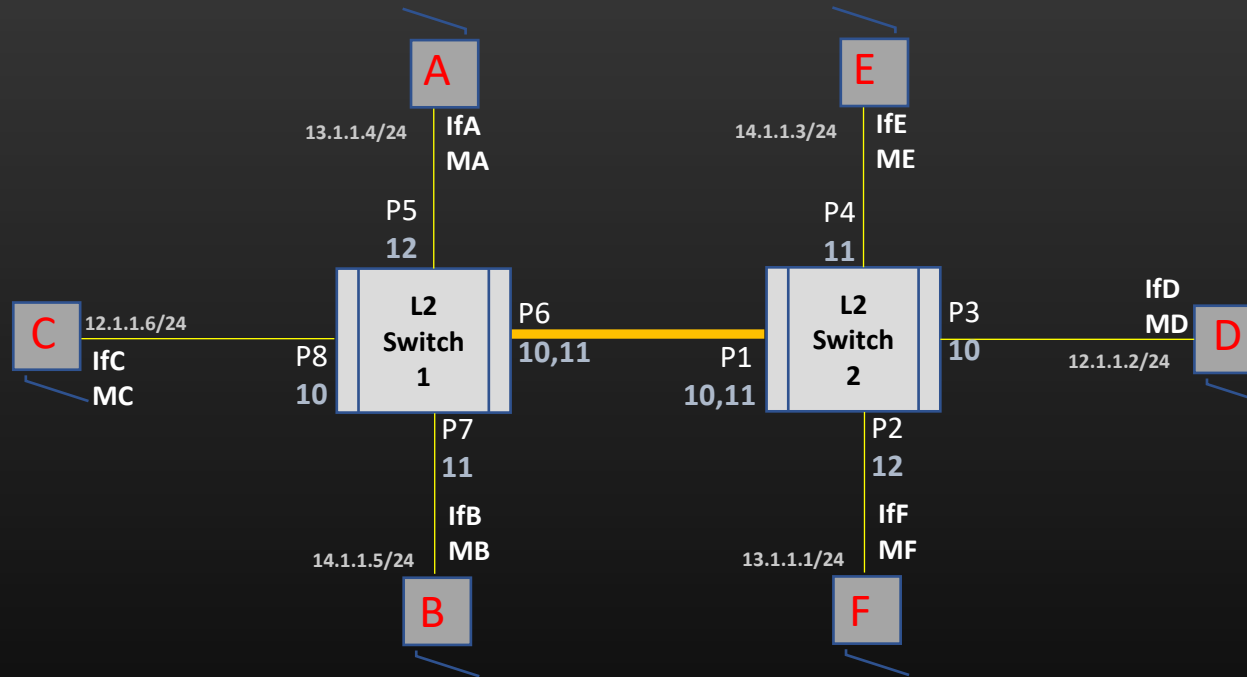 A
E
13.1.1.4/24
IfA
MA
14.1.1.3/24
IfE
ME
P5
12
P4
11
C
12.1.1.6/24
IfC
MC
P8
10
L2
Switch
1
P6
10,11
P1
10,11
L2
Switch
2
P3
10
IfD
MD
12.1.1.2/24
D
P7
11
P2
12
IfB
MB
14.1.1.5/24
B
IfF
MF
13.1.1.1/24
F